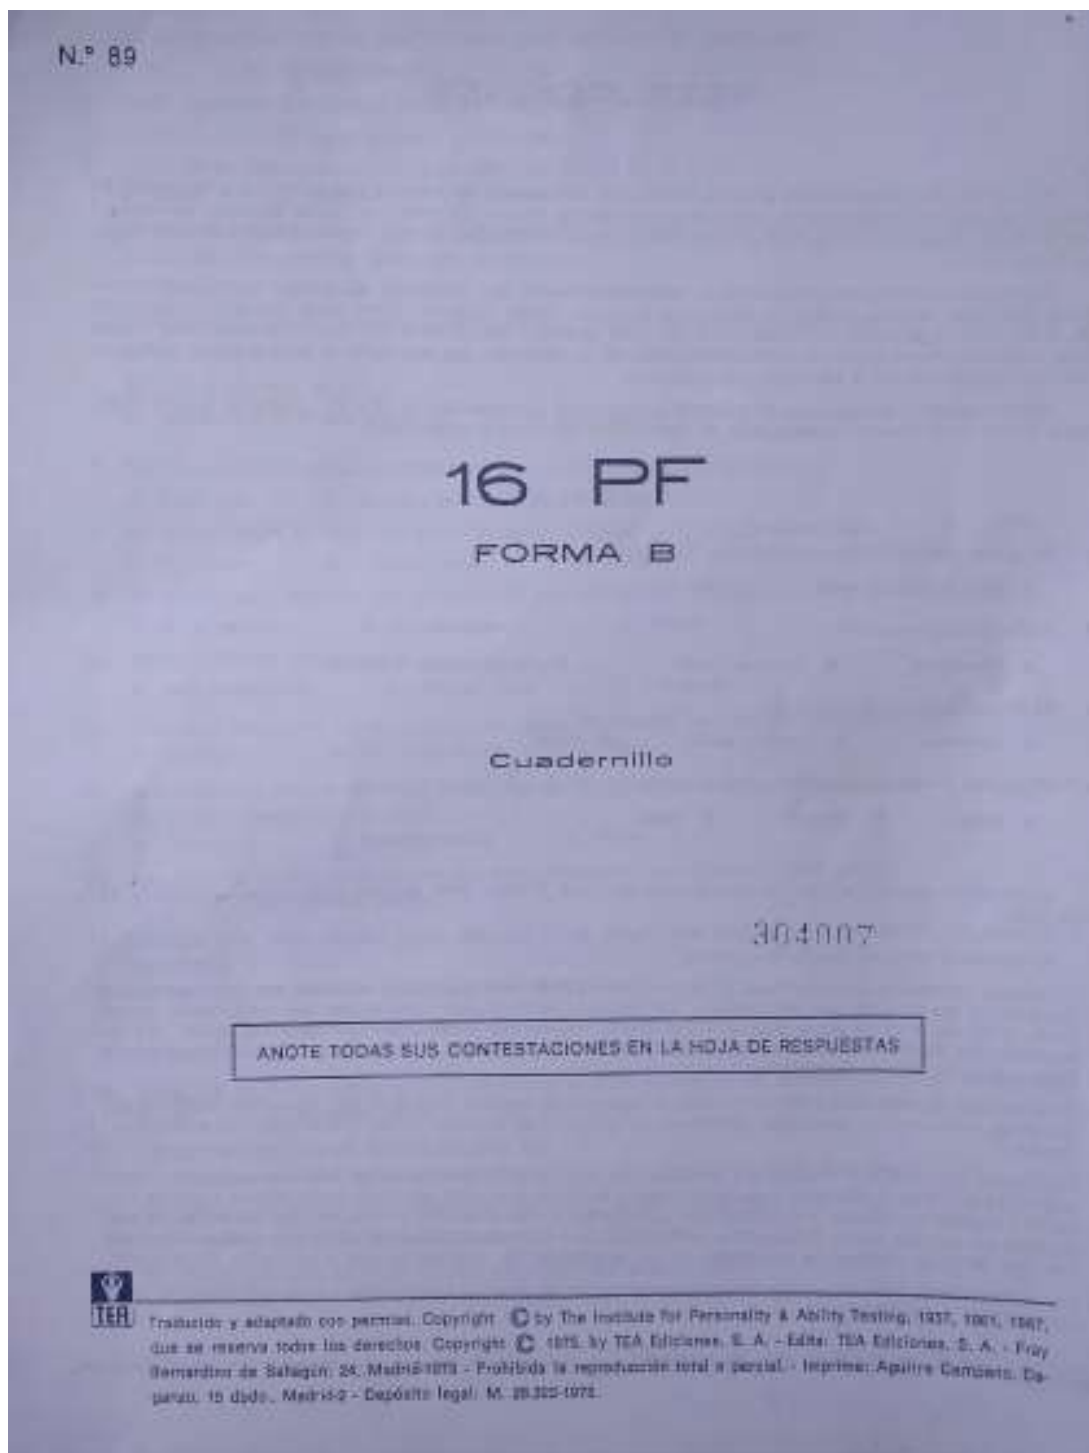 N.º 89
16 PF
FORMA B
Cuadernillo
304007
ANOTE TODAS SUS CONTESTACIONES EN LA HOJA DE RESPUESTAS
TEA
Traducido y adaptado con permiso. Copyright © by The Institute for Personality & Ability Testing, 1957, 1961, 1967,
que se reserva todos los derechos. Copyright © 1975 by TEA Ediciones, S. A. - Edita: TEA Ediciones, S. A. - Fray
Bernardino de Sahagún, 24, Madrid - Prohibida la reproducción total o parcial. - Imprime: Aguirre Campano, Da-
ganzo, 15 dpdo., Madrid-2 - Depósito legal: M.